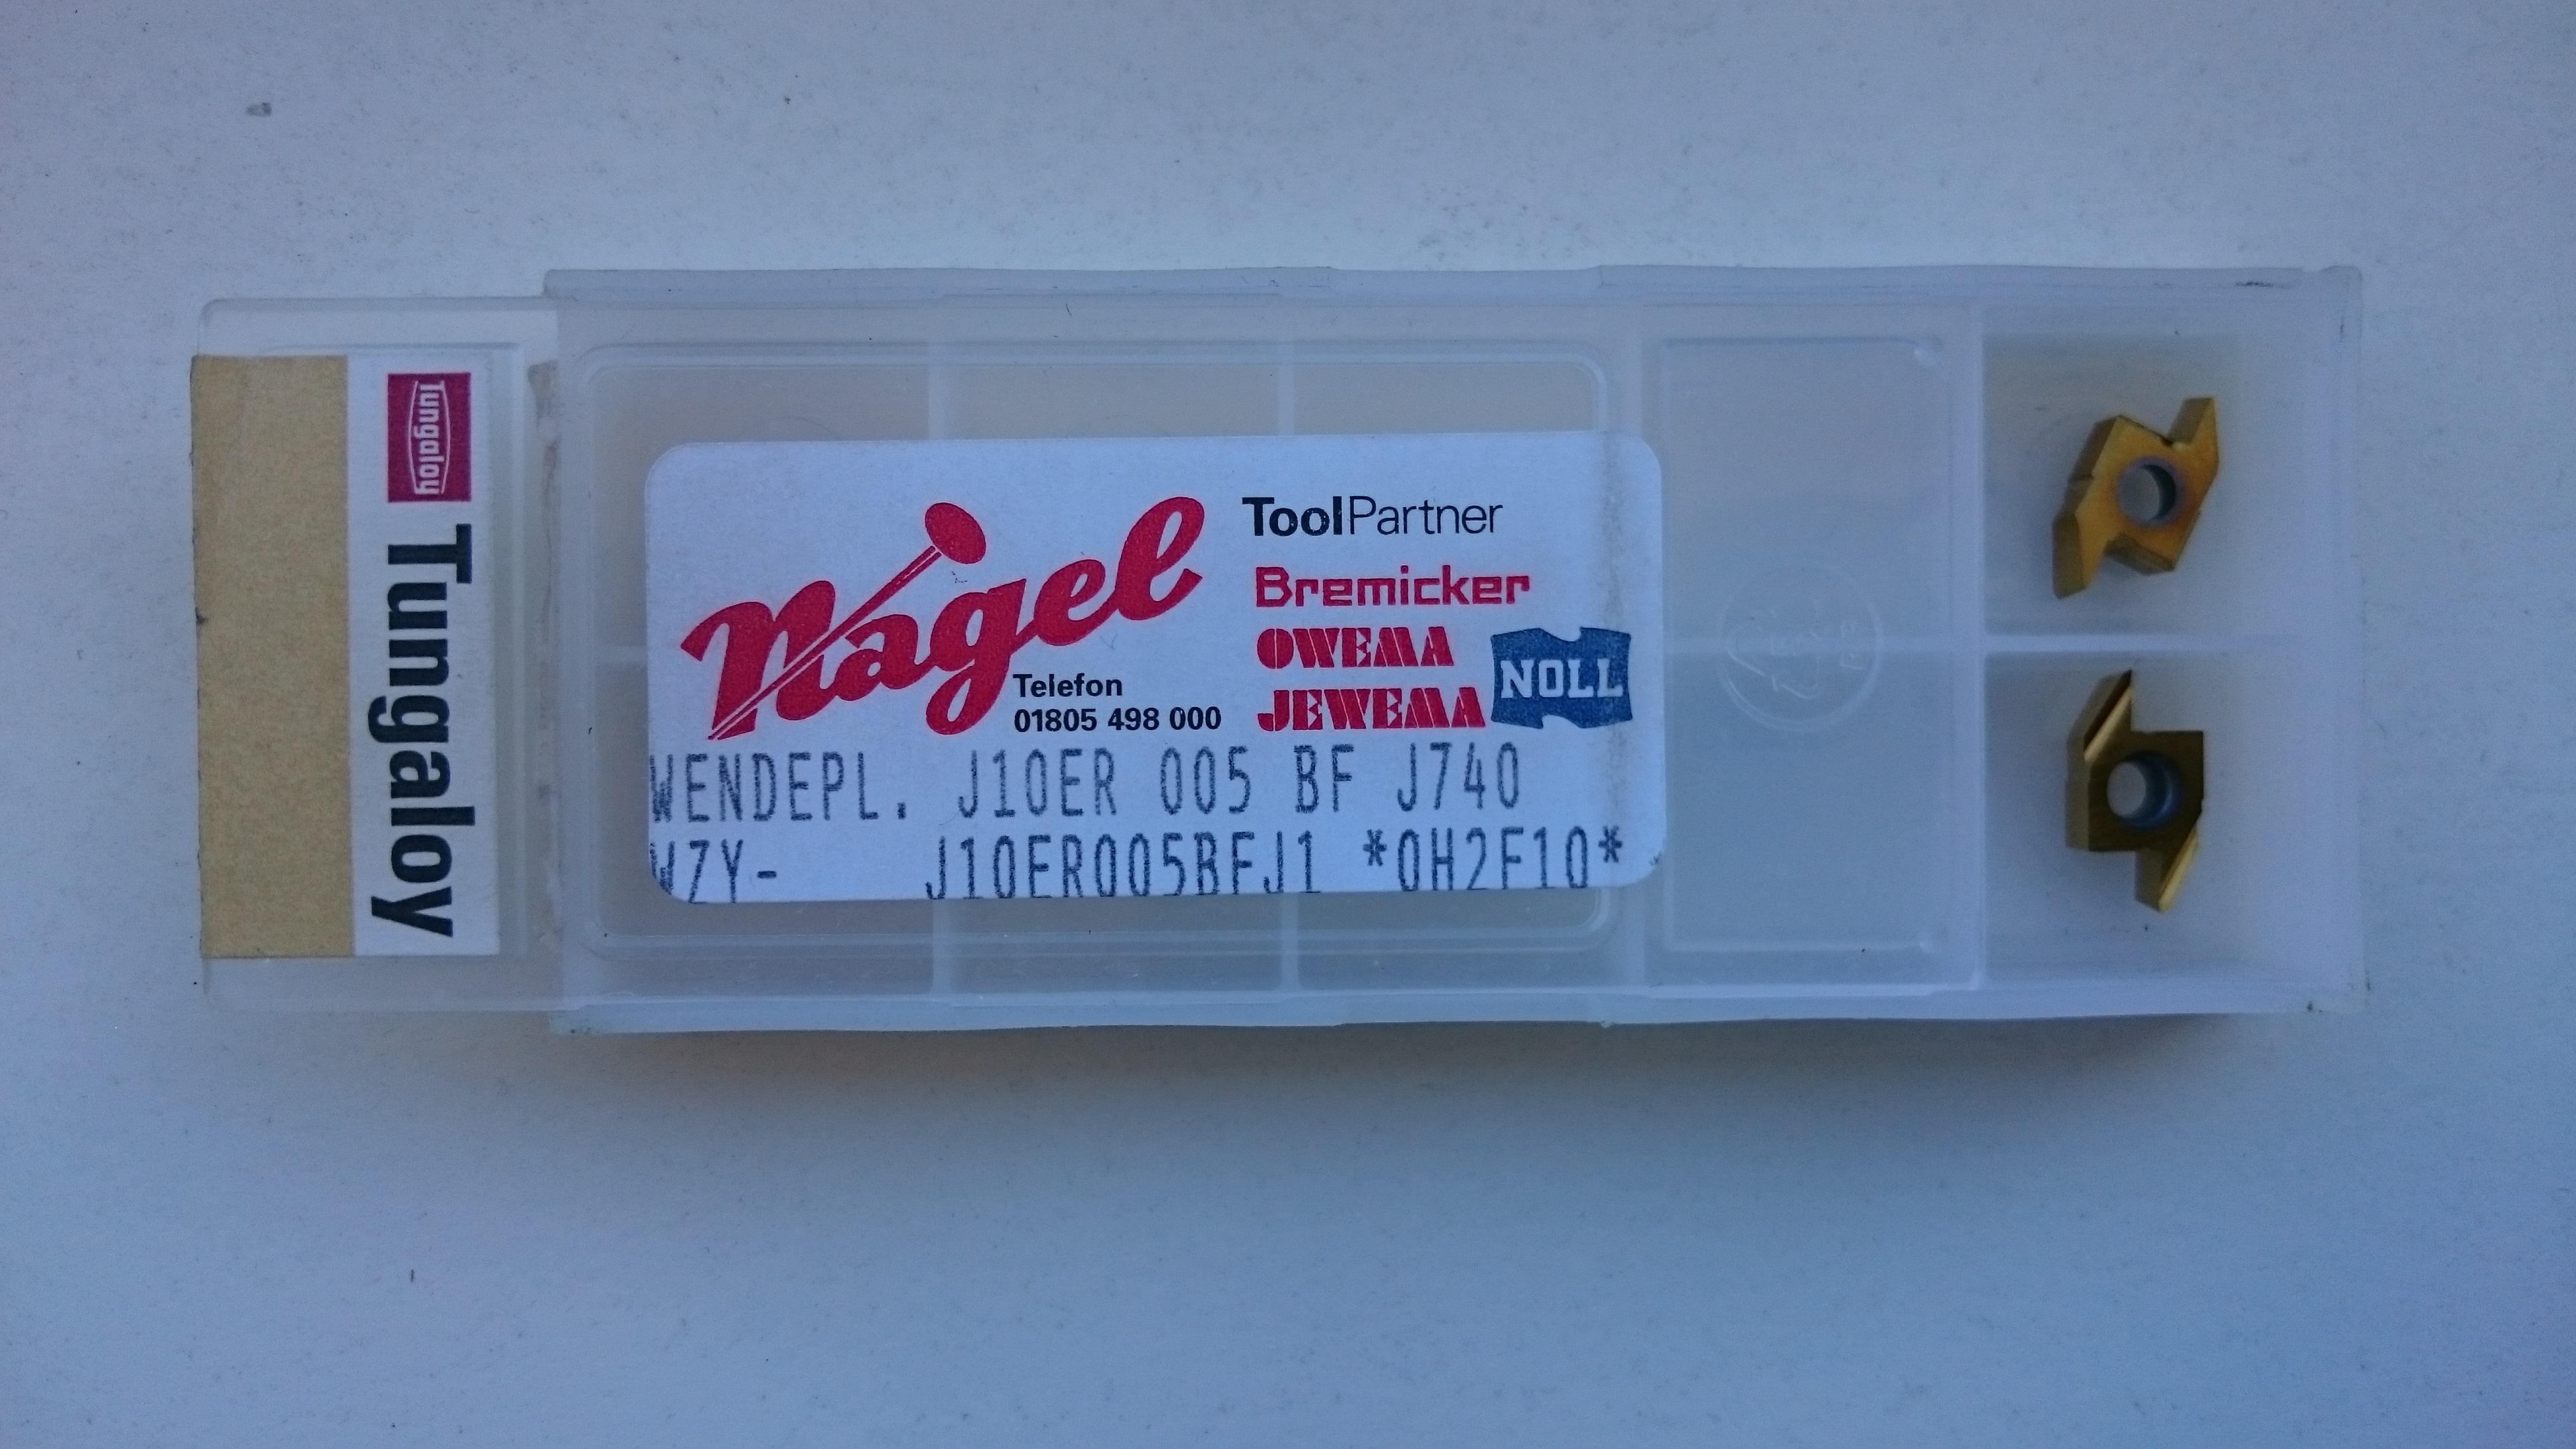 Tungaloy
Tungaloy
Nagel
Telefon
01805 498 000
ToolPartner
Bremicker
OWEMA
JEWEMA
NOLL
WENDEPL. J10ER 005 BF J740
WZY- J10ER005BFJ1 *0H2F10*